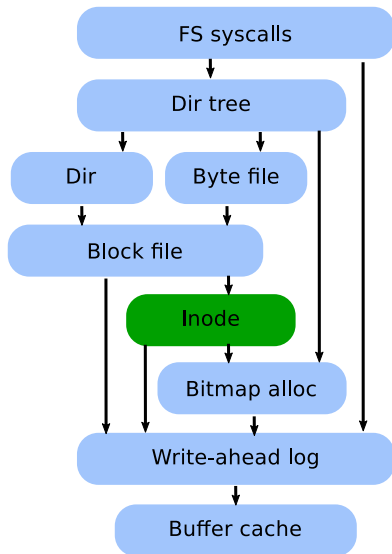 FS syscalls
Dir tree
Dir
Byte file
Block file
Inode
Bitmap alloc
Write-ahead log
Buffer cache